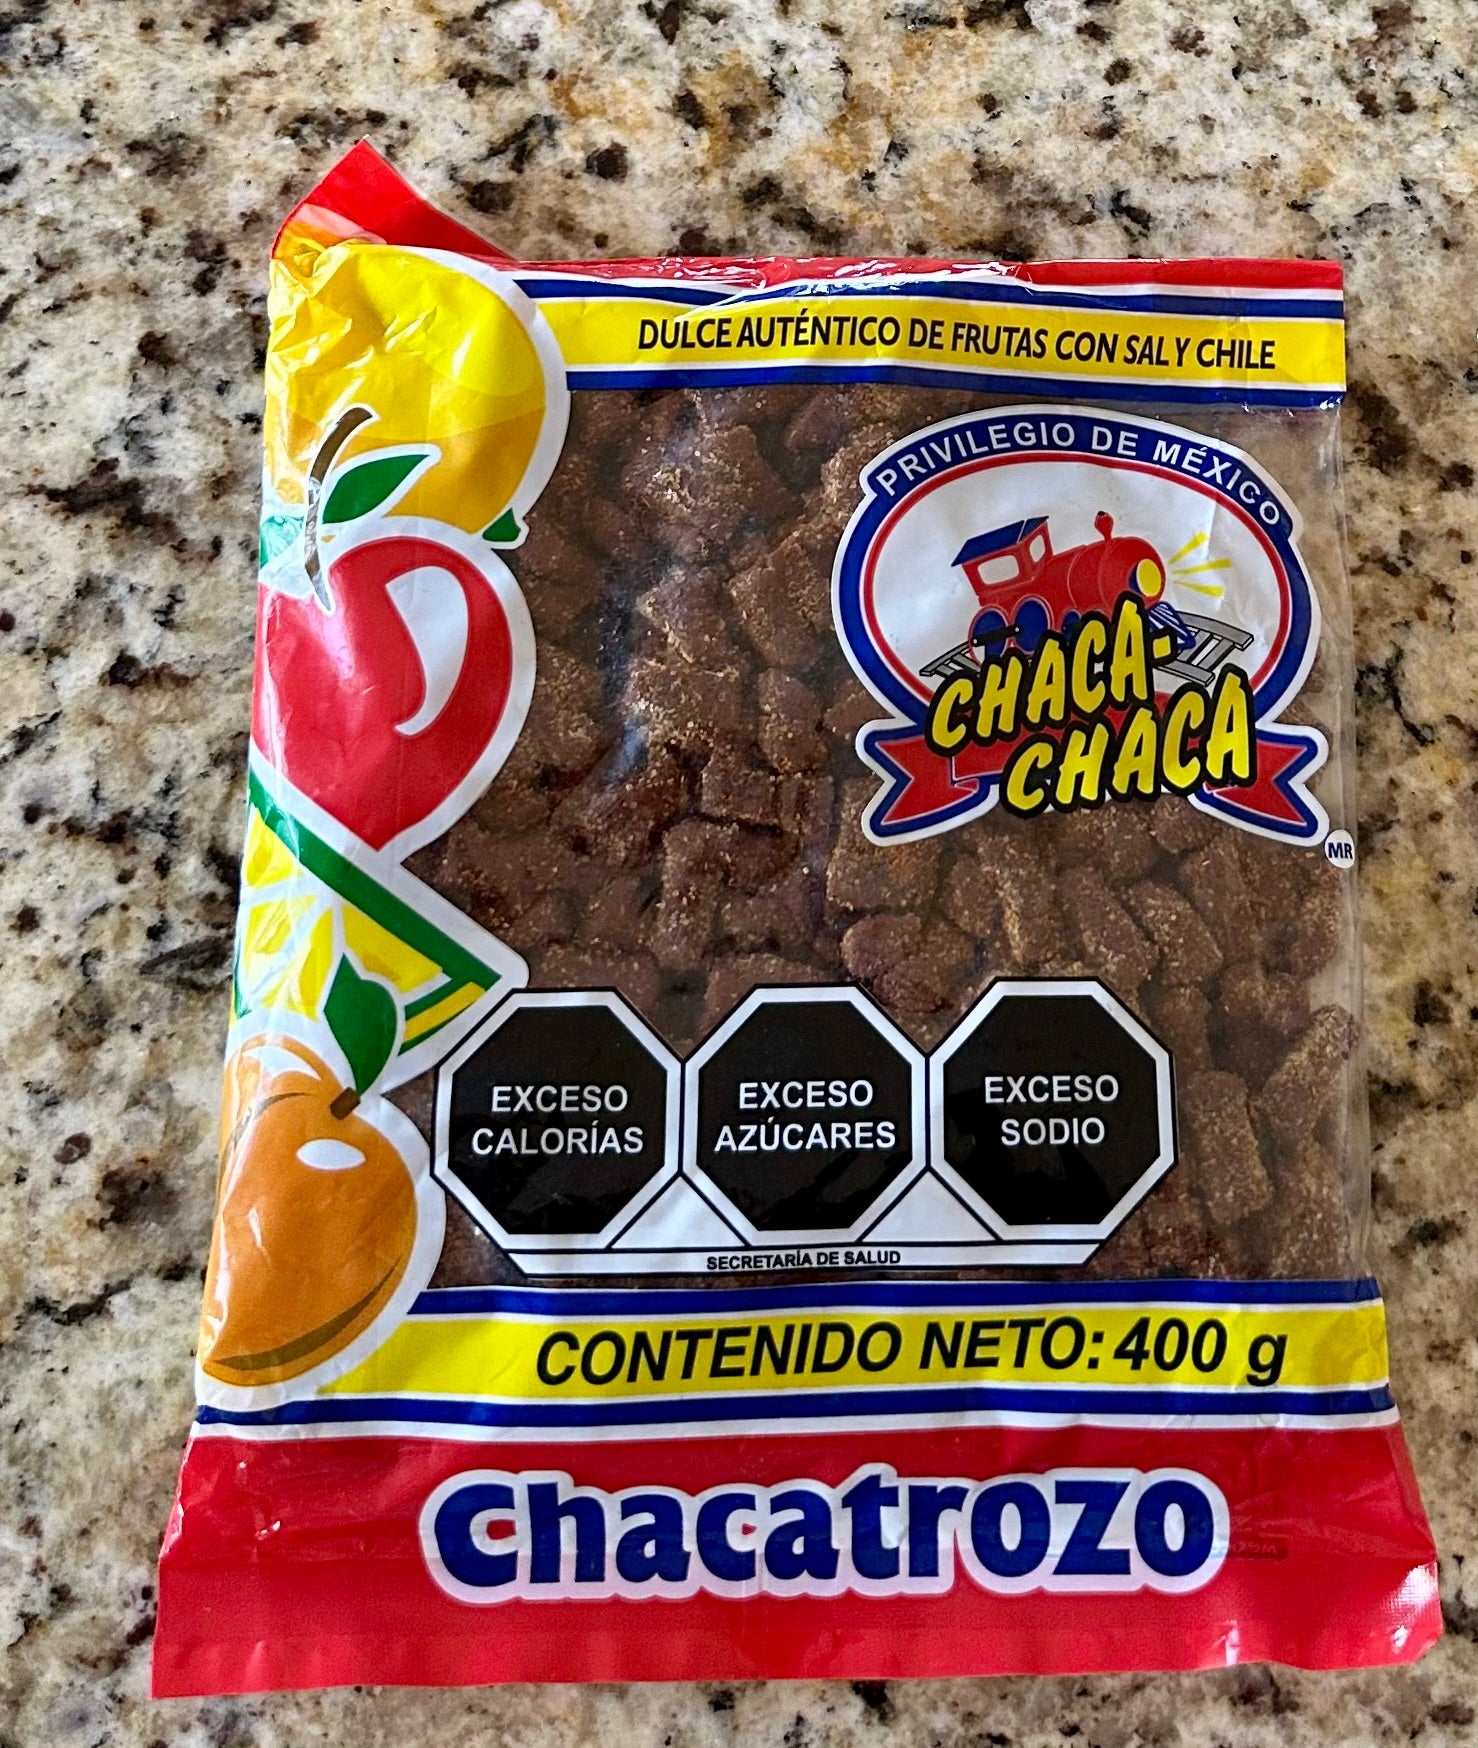 DULCE AUTÉNTICO DE FRUTAS CON SAL Y CHILE
PRIVILEGIO DE MÉXICO
CHACA-
CHACA
MR
EXCESO
CALORÍAS
EXCESO
AZÚCARES
EXCESO
SODIO
SECRETARÍA DE SALUD
CONTENIDO NETO: 400 g
Chacatrozo